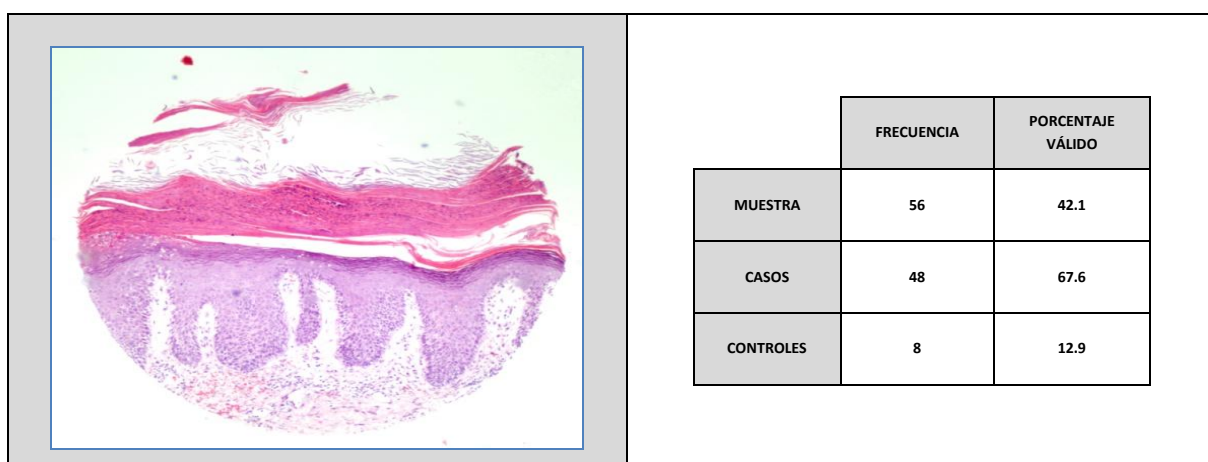 FRECUENCIA
PORCENTAJE
VÁLIDO
MUESTRA 56 42.1
CASOS 48 67.6
CONTROLES 8 12.9